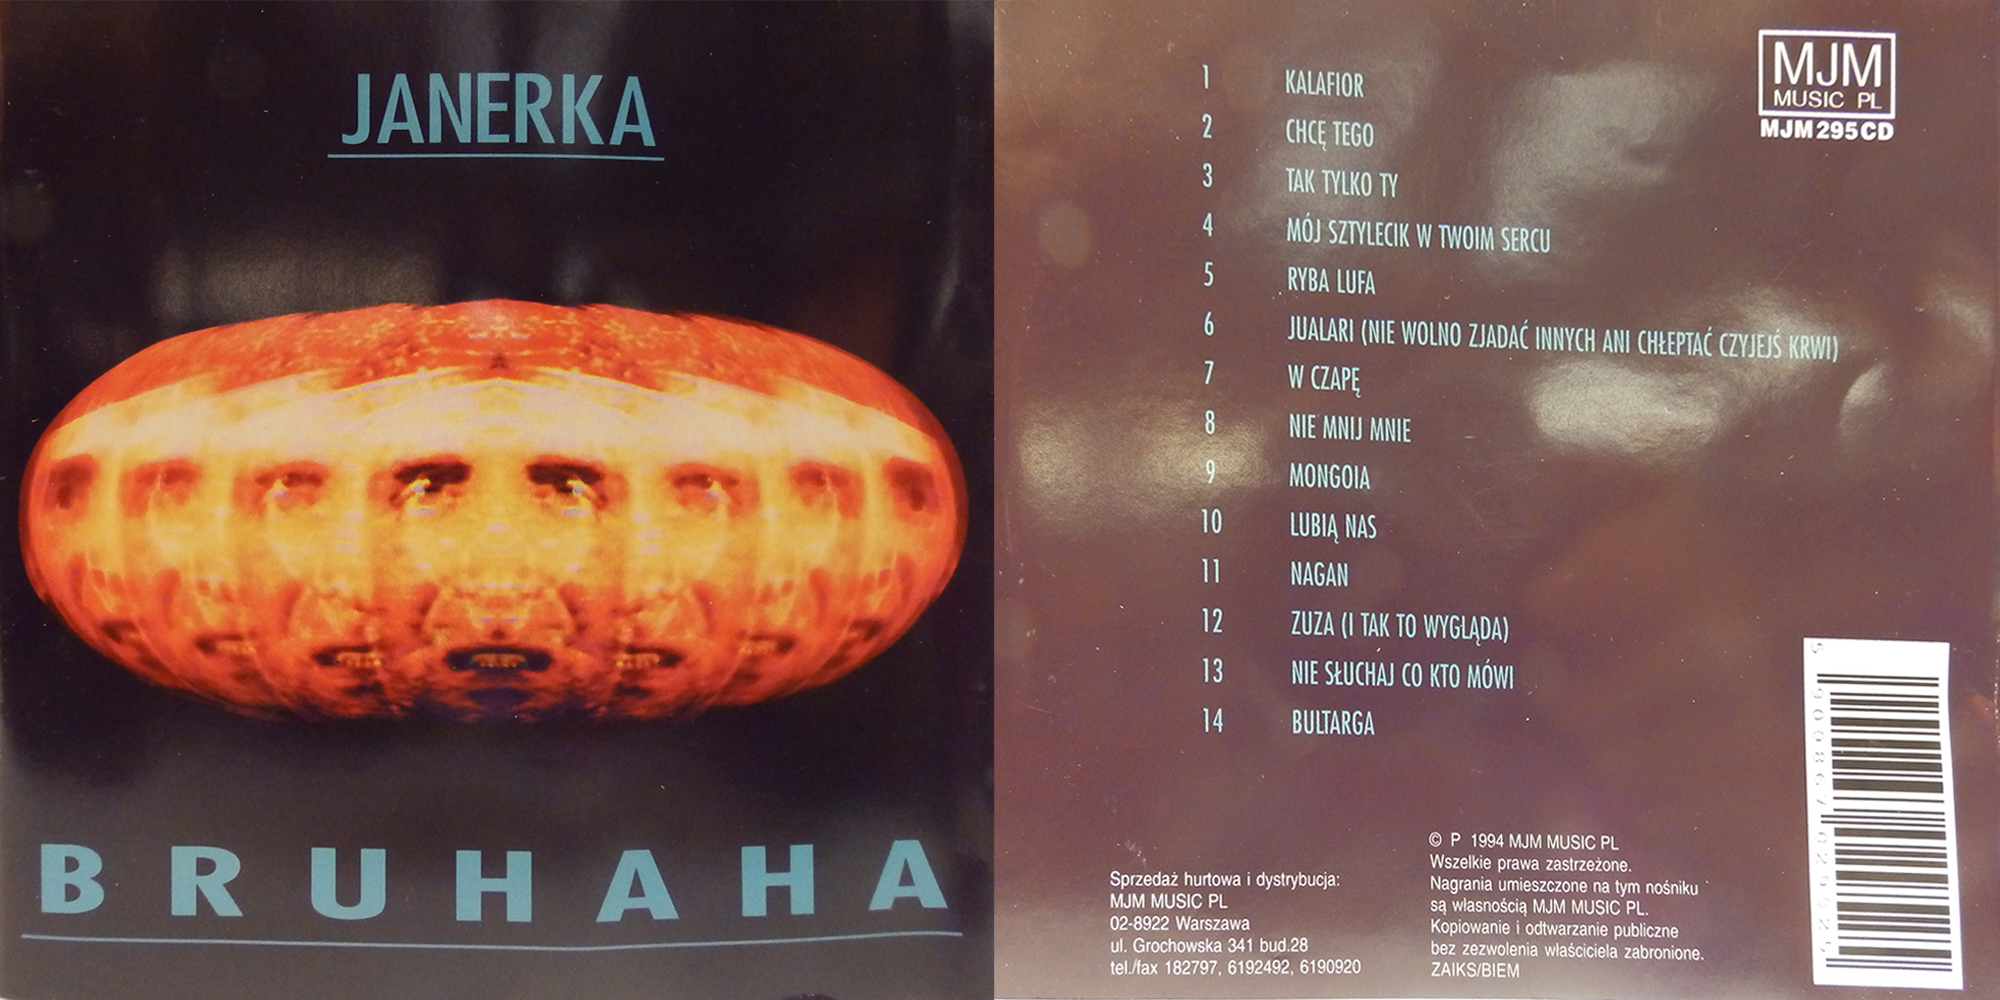 JANERKA
BRUHAHA
MJM
MUSIC PL
MJM295CD
1 KALAFIOR
2 CHCĘ TEGO
3 TAK TYLKO TY
4 MÓJ SZTYLECIK W TWOIM SERCU
5 RYBA LUFA
6 JUALARI (NIE WOLNO ZJADAĆ INNYCH ANI CHŁEPTAĆ CZYJEJŚ KRWI)
7 W CZAPĘ
8 NIE MNIJ MNIE
9 MONGOIA
10 LUBIĄ NAS
11 NAGAN
12 ZUZA (I TAK TO WYGLĄDA)
13 NIE SŁUCHAJ CO KTO MÓWI
14 BULTARGA
Sprzedaż hurtowa i dystrybucja:
MJM MUSIC PL
02-8922 Warszawa
ul. Grochowska 341 bud.28
tel./fax 182797, 6192492, 6190920
© P 1994 MJM MUSIC PL
Wszelkie prawa zastrzeżone.
Nagrania umieszczone na tym nośniku
są własnością MJM MUSIC PL.
Kopiowanie i odtwarzanie publiczne
bez zezwolenia właściciela zabronione.
ZAIKS/BIEM